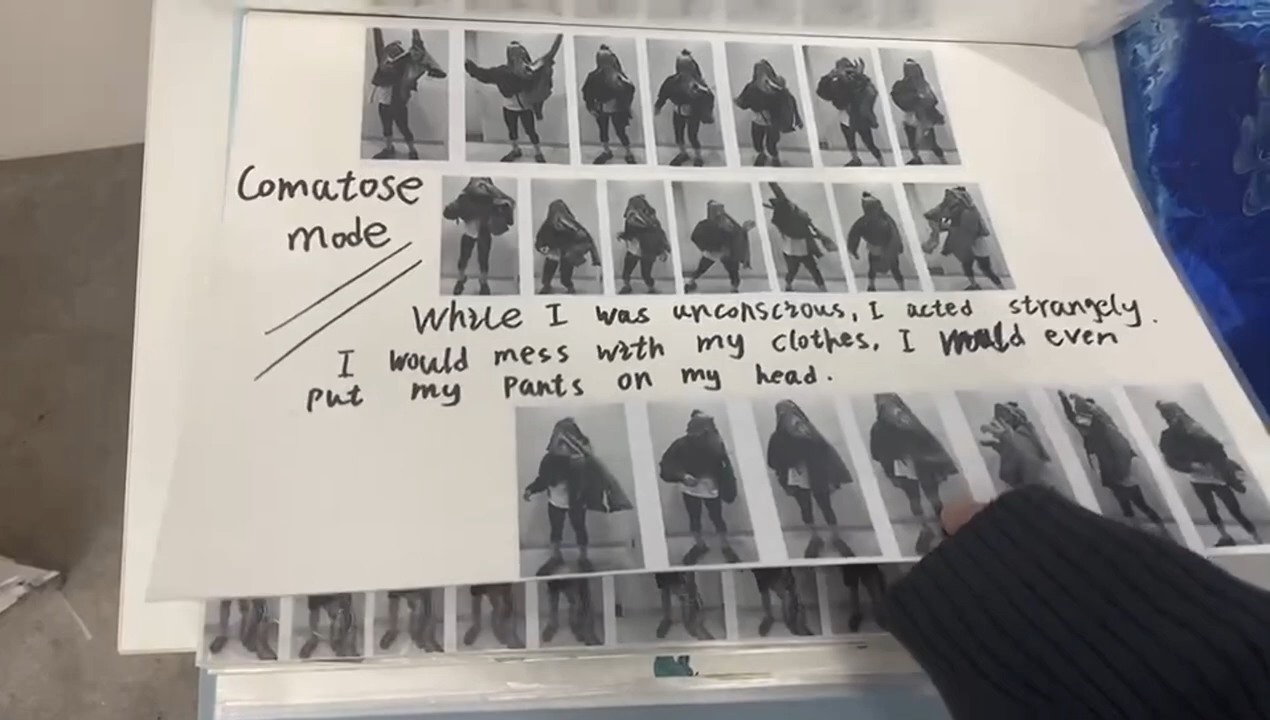 Comatose
mode
While I was unconscious, I acted strangely.
I would mess with my clothes. I would even
put my pants on my head.